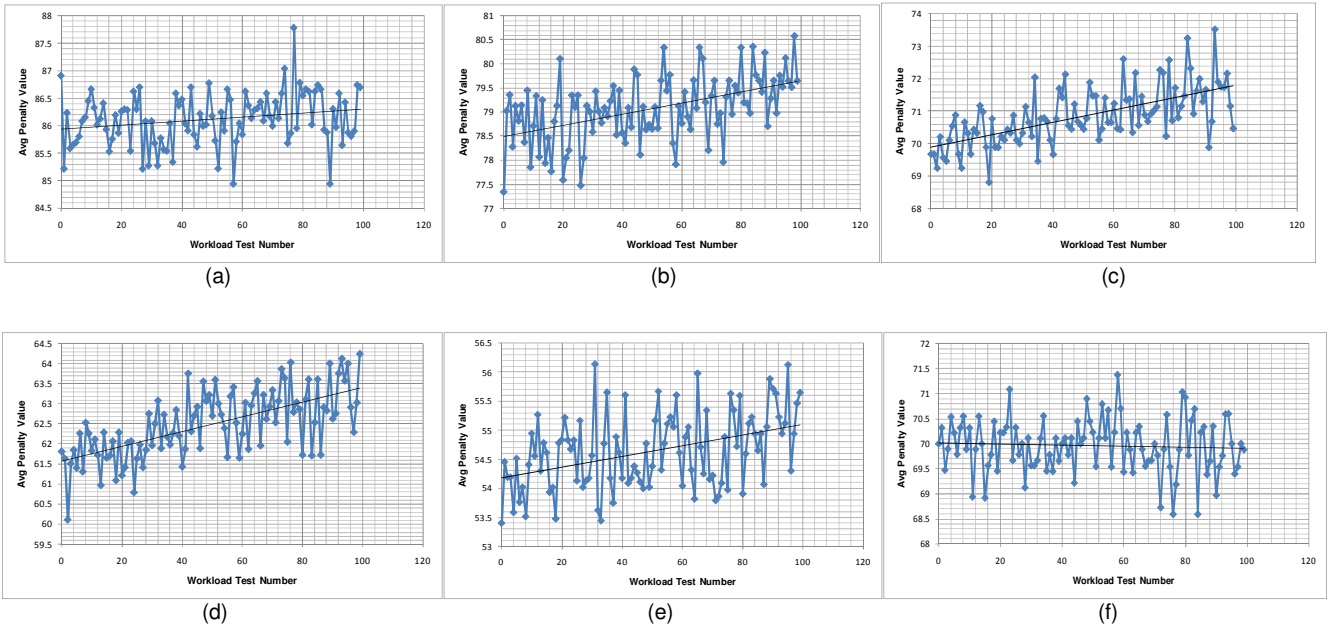 88
87.5
87
86.5
86
85.5
85
84.5
Avg Penalty Value
0 20 40 60 80 100 120
Workload Test Number
(a)
81
80.5
80
79.5
79
78.5
78
77.5
77
Avg Penalty Value
0 20 40 60 80 100 120
Workload Test Number
(b)
74
73
72
71
70
69
68
Avg Penalty Value
0 20 40 60 80 100 120
Workload Test Number
(c)
64.5
64
63.5
63
62.5
62
61.5
61
60.5
60
59.5
Avg Penalty Value
0 20 40 60 80 100 120
Workload Test Number
(d)
56.5
56
55.5
55
54.5
54
53.5
53
Avg Penalty Value
0 20 40 60 80 100 120
Workload Test Number
(e)
72
71.5
71
70.5
70
69.5
69
68.5
68
Avg Penalty Value
0 20 40 60 80 100 120
Workload Test Number
(f)